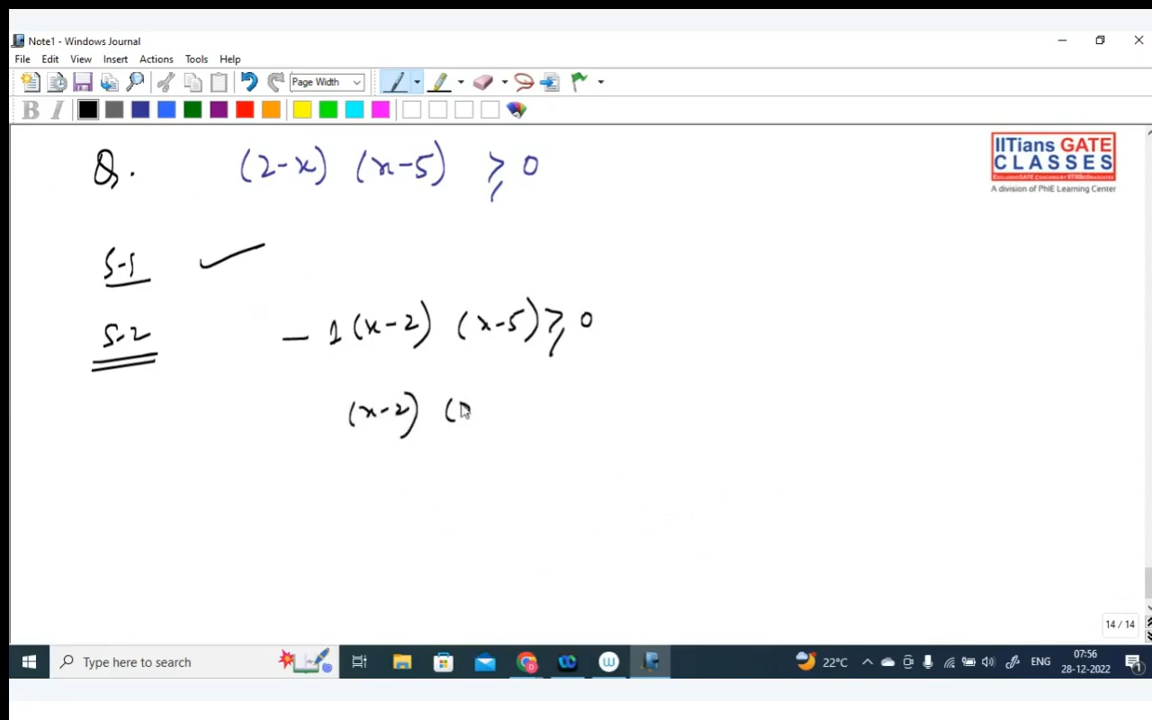 Note1 - Windows Journal
File Edit View Insert Actions Tools Help
Page Width
B I
Q. (2-x) (x-5) ≥ 0
IITians GATE
CLASSES
A division of PhIE Learning Center
S-1 ✓
S-2 - 1(x-2) (x-5) ≥ 0
(x-2) (
14 / 14
Type here to search
22°C
ENG
07:56
28-12-2022
1